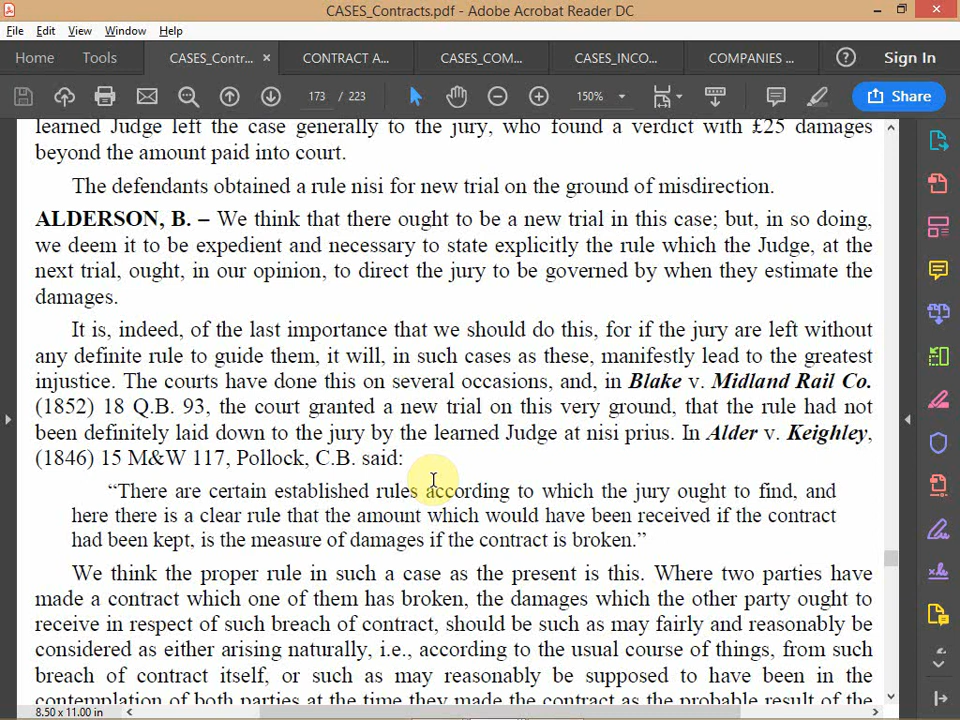 CASES_Contracts.pdf - Adobe Acrobat Reader DC
File Edit View Window Help
Home Tools CASES_Contr... × CONTRACT A... CASES_COM... CASES_INCO... COMPANIES ... Sign In
173 / 223 150% Share
learned Judge left the case generally to the jury, who found a verdict with £25 damages
beyond the amount paid into court.
The defendants obtained a rule nisi for new trial on the ground of misdirection.
ALDERSON, B. – We think that there ought to be a new trial in this case; but, in so doing,
we deem it to be expedient and necessary to state explicitly the rule which the Judge, at the
next trial, ought, in our opinion, to direct the jury to be governed by when they estimate the
damages.
It is, indeed, of the last importance that we should do this, for if the jury are left without
any definite rule to guide them, it will, in such cases as these, manifestly lead to the greatest
injustice. The courts have done this on several occasions, and, in Blake v. Midland Rail Co.
(1852) 18 Q.B. 93, the court granted a new trial on this very ground, that the rule had not
been definitely laid down to the jury by the learned Judge at nisi prius. In Alder v. Keighley,
(1846) 15 M&W 117, Pollock, C.B. said:
“There are certain established rules according to which the jury ought to find, and
here there is a clear rule that the amount which would have been received if the contract
had been kept, is the measure of damages if the contract is broken.”
We think the proper rule in such a case as the present is this. Where two parties have
made a contract which one of them has broken, the damages which the other party ought to
receive in respect of such breach of contract, should be such as may fairly and reasonably be
considered as either arising naturally, i.e., according to the usual course of things, from such
breach of contract itself, or such as may reasonably be supposed to have been in the
contemplation of both parties at the time they made the contract as the probable result of the
8.50 x 11.00 in